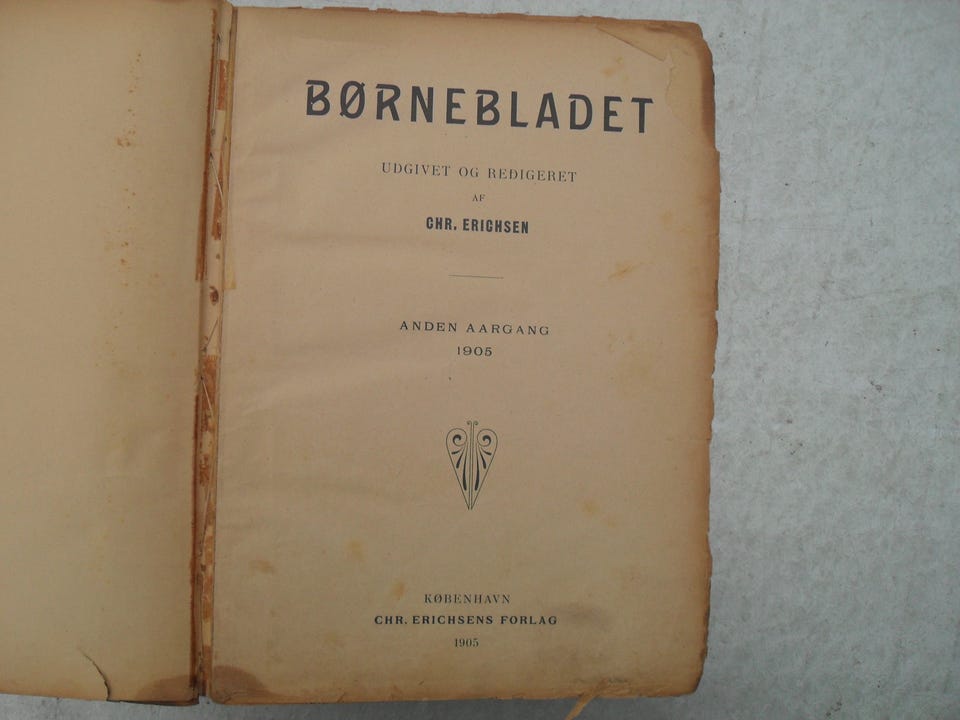 BØRNEBLADET
UDGIVET OG REDIGERET
AF
CHR. ERICHSEN
ANDEN AARGANG
1905
KØBENHAVN
CHR. ERICHSENS FORLAG
1905